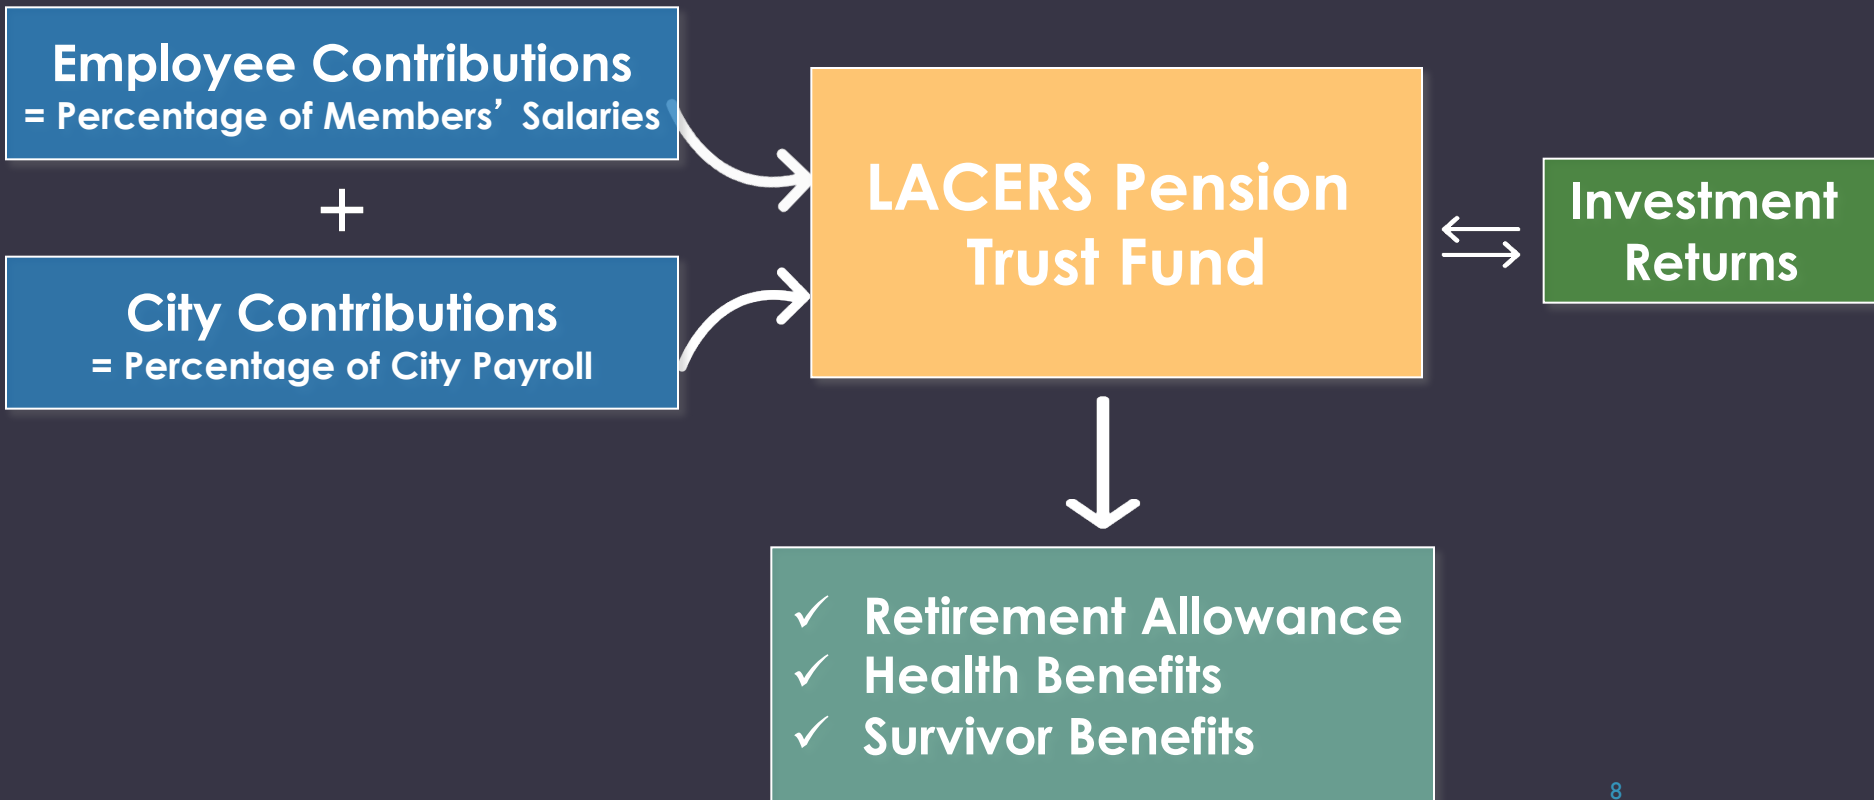 Employee Contributions
= Percentage of Members’ Salaries
+
City Contributions
= Percentage of City Payroll
LACERS Pension
Trust Fund
Investment
Returns
✓ Retirement Allowance
✓ Health Benefits
✓ Survivor Benefits
8